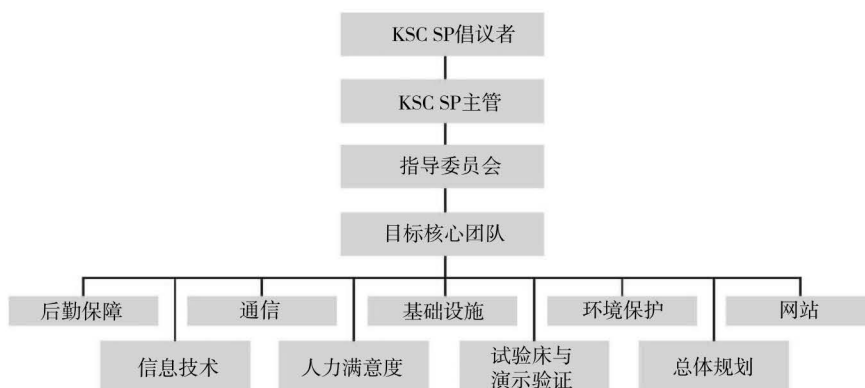 KSC SP倡议者
KSC SP主管
指导委员会
目标核心团队
后勤保障
通信
基础设施
环境保护
网站
信息技术
人力满意度
试验床与
演示验证
总体规划